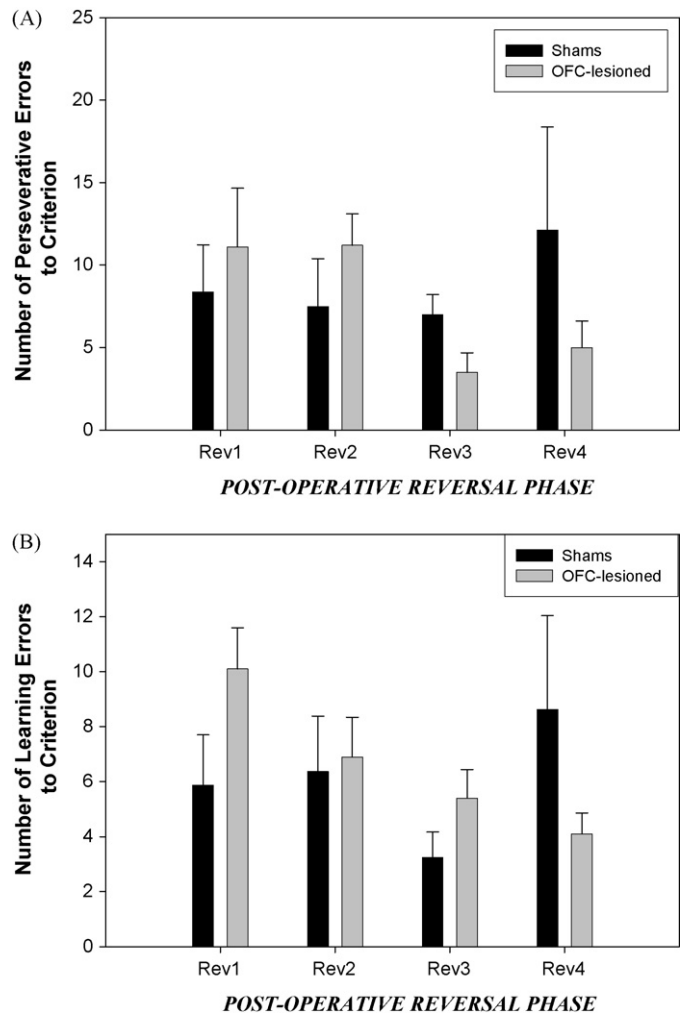 (A)
25
20
15
10
5
0
Number of Perseverative Errors
to Criterion
Shams
OFC-lesioned
Rev1 Rev2 Rev3 Rev4
POST-OPERATIVE REVERSAL PHASE
(B)
14
12
10
8
6
4
2
0
Number of Learning Errors
to Criterion
Shams
OFC-lesioned
Rev1 Rev2 Rev3 Rev4
POST-OPERATIVE REVERSAL PHASE